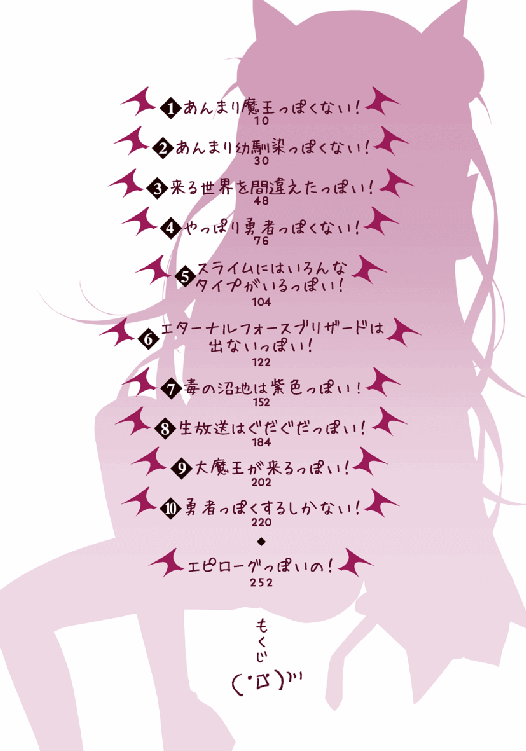 1 あんまり魔王っぽくない!
10
2 あんまり幼馴染っぽくない!
30
3 来る世界を間違えたっぽい!
48
4 やっぱり勇者っぽくない!
76
5 スライムにはいろんな
タイプがいるっぽい!
104
6 エターナルフォースブリザードは
出ないっぽい!
122
7 毒の沼地は紫色っぽい!
152
8 生放送はぐだぐだっぽい!
184
9 大魔王が来るっぽい!
202
10 勇者っぽくするしかない!
220
エピローグっぽいの!
252
もくじ
(˚ロ˚))))